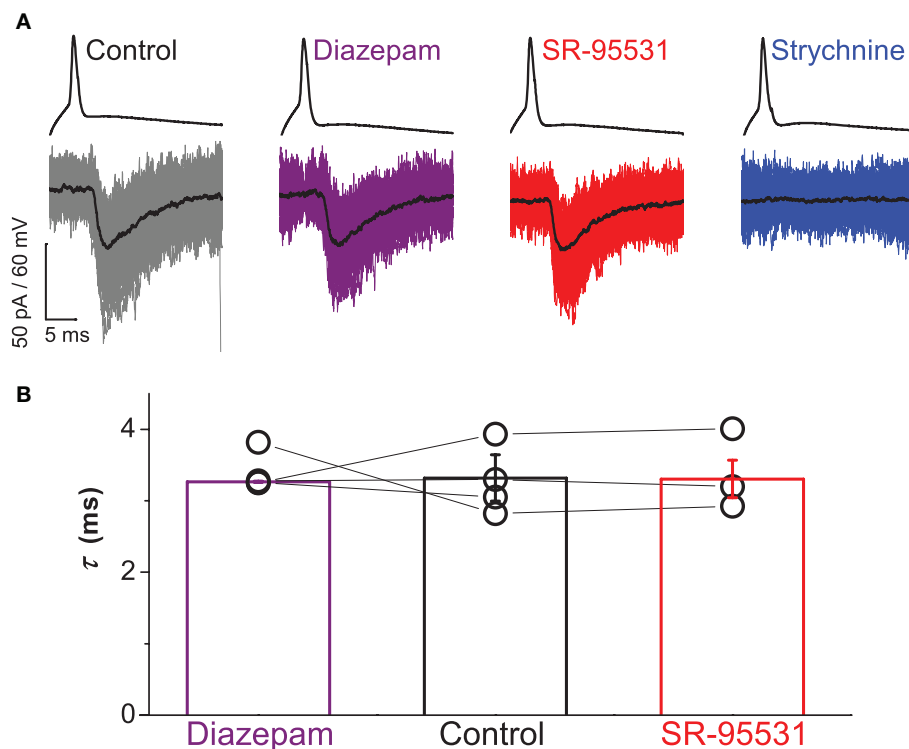 A
Control
Diazepam
SR-95531
Strychnine
50 pA / 60 mV
5 ms
B
τ (ms)
4
2
0
Diazepam
Control
SR-95531